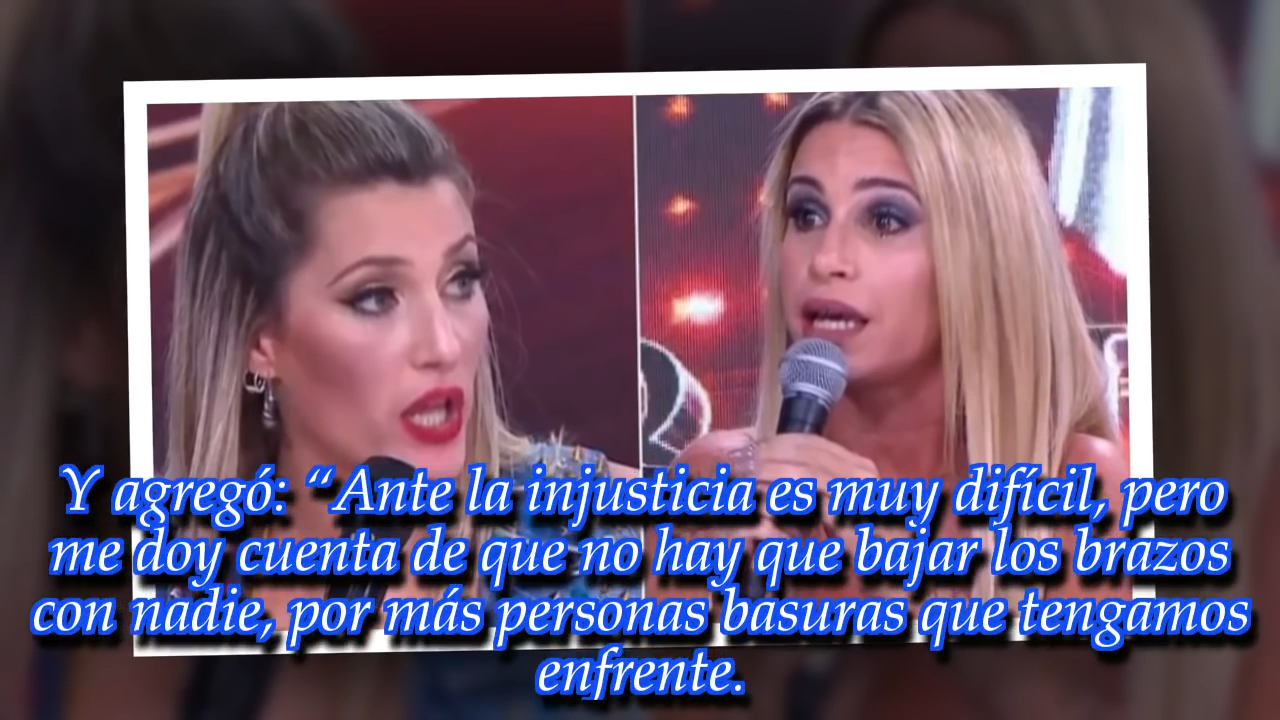 Y agregó: “Ante la injusticia es muy difícil, pero
me doy cuenta de que no hay que bajar los brazos
con nadie, por más personas basuras que tengamos
enfrente.